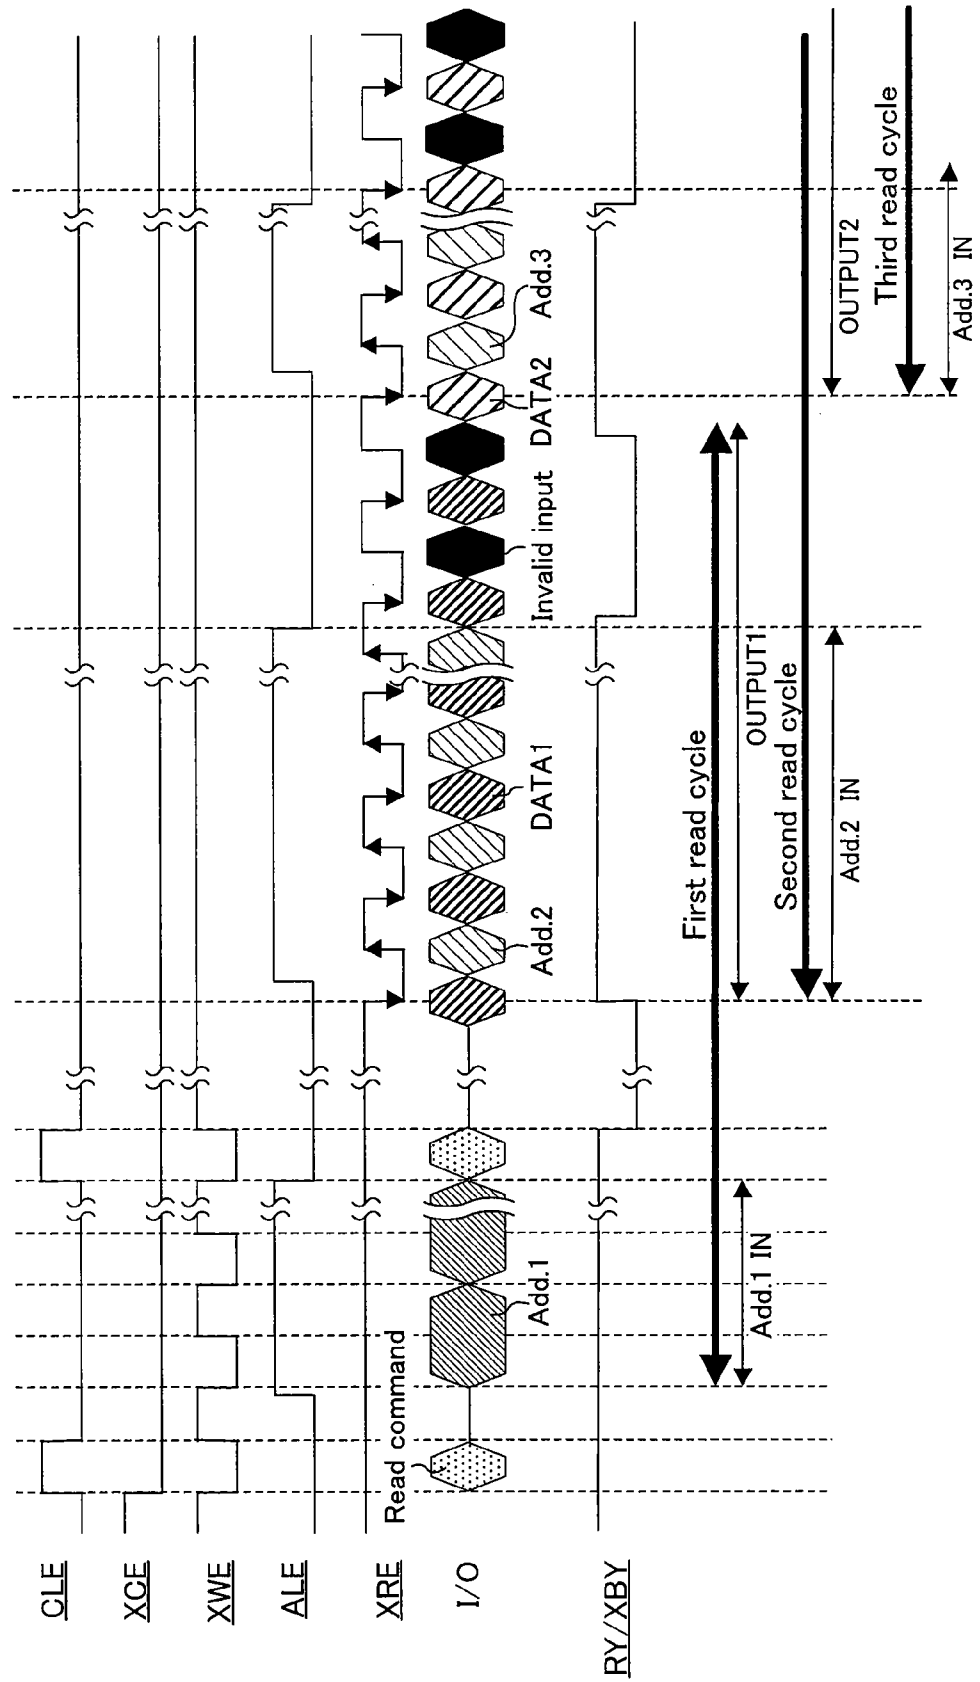 CLE
XCE
XWE
ALE
XRE
I/O
RY/XBY
Read command
Add.1
Add.2
DATA1
Invalid input
DATA2
Add.3
First read cycle
Add.1 IN
OUTPUT1
Second read cycle
Add.2 IN
OUTPUT2
Third read cycle
Add.3 IN